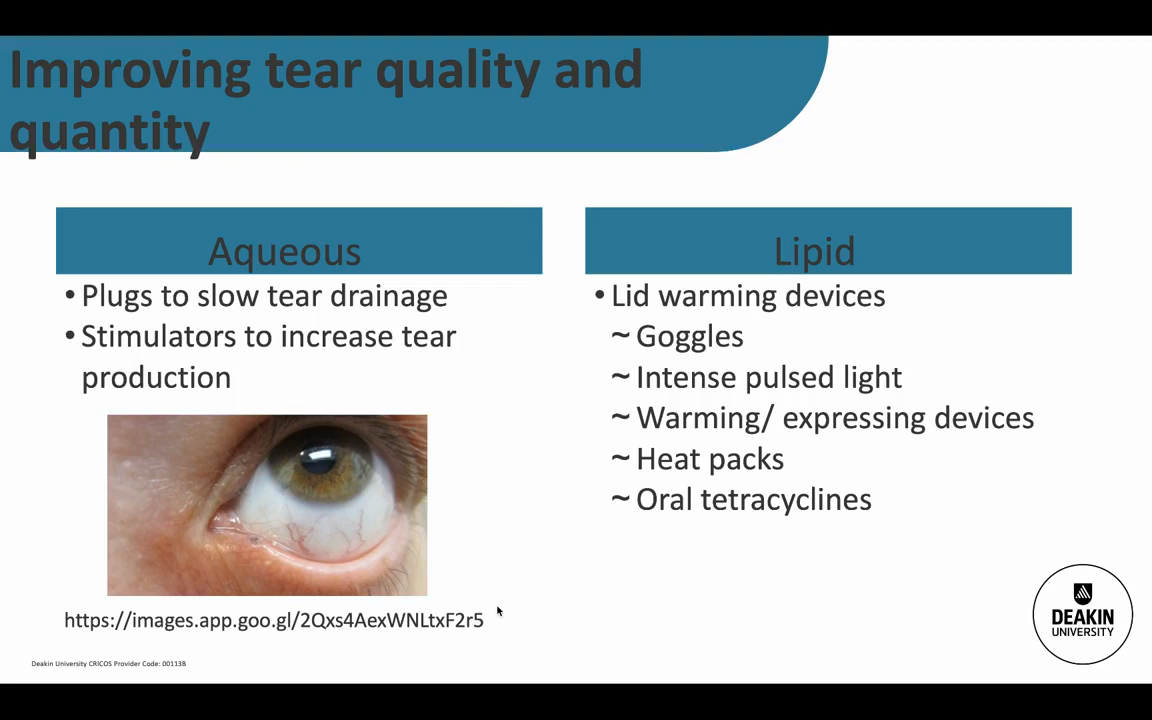 Improving tear quality and
quantity
Aqueous
• Plugs to slow tear drainage
• Stimulators to increase tear
production
https://images.app.goo.gl/2Qxs4AexWNLtxF2r5
Lipid
• Lid warming devices
~ Goggles
~ Intense pulsed light
~ Warming/ expressing devices
~ Heat packs
~ Oral tetracyclines
DEAKIN
UNIVERSITY
Deakin University CRICOS Provider Code: 00113B